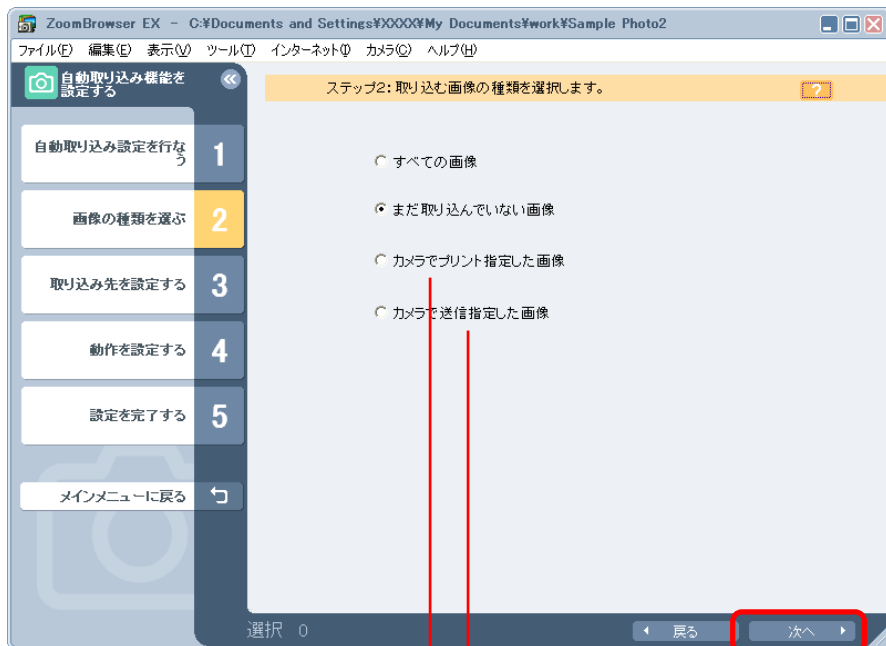 ZoomBrowser EX - C:¥Documents and Settings¥XXXX¥My Documents¥work¥Sample Photo2
ファイル(F) 編集(E) 表示(V) ツール(T) インターネット(I) カメラ(C) ヘルプ(H)
自動取り込み機能を
設定する
ステップ2: 取り込む画像の種類を選択します。
?
自動取り込み設定を行な
う
1
画像の種類を選ぶ
2
取り込み先を設定する
3
動作を設定する
4
設定を完了する
5
メインメニューに戻る
すべての画像
まだ取り込んでいない画像
カメラでプリント指定した画像
カメラで送信指定した画像
選択 0
戻る
次へ